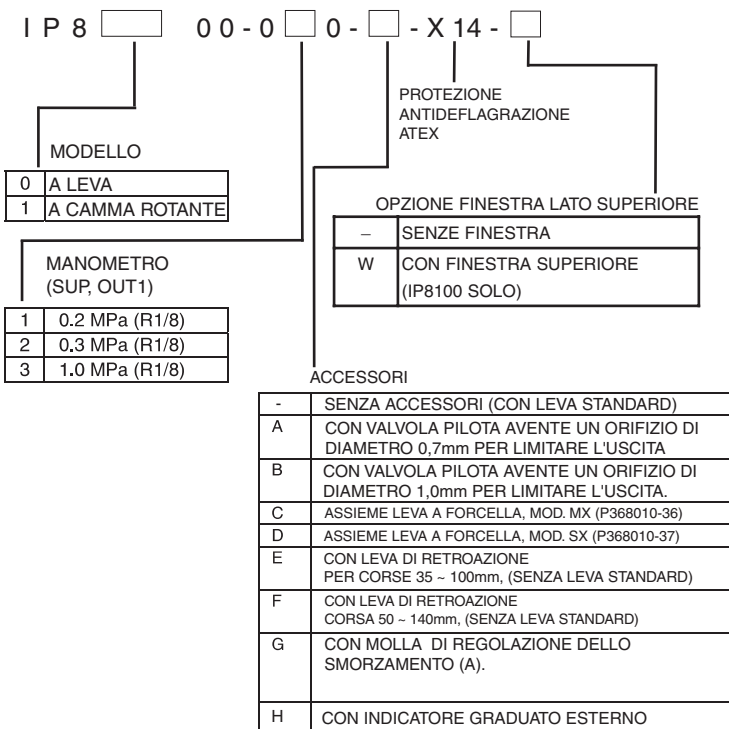 IP8 00-0 0- -X14-
PROTEZIONE
ANTIDEFLAGRAZIONE
ATEX
MODELLO
0 A LEVA
1 A CAMMA ROTANTE
OPZIONE FINESTRA LATO SUPERIORE
– SENZE FINESTRA
W CON FINESTRA SUPERIORE
(IP8100 SOLO)
MANOMETRO
(SUP, OUT1)
1 0.2 MPa (R1/8)
2 0.3 MPa (R1/8)
3 1.0 MPa (R1/8)
ACCESSORI
- SENZA ACCESSORI (CON LEVA STANDARD)
A CON VALVOLA PILOTA AVENTE UN ORIFIZIO DI
DIAMETRO 0,7mm PER LIMITARE L'USCITA
B CON VALVOLA PILOTA AVENTE UN ORIFIZIO DI
DIAMETRO 1,0mm PER LIMITARE L'USCITA.
C ASSIEME LEVA A FORCELLA, MOD. MX (P368010-36)
D ASSIEME LEVA A FORCELLA, MOD. SX (P368010-37)
E CON LEVA DI RETROAZIONE
PER CORSE 35 ~ 100mm, (SENZA LEVA STANDARD)
F CON LEVA DI RETROAZIONE
CORSA 50 ~ 140mm, (SENZA LEVA STANDARD)
G CON MOLLA DI REGOLAZIONE DELLO
SMORZAMENTO (A).
H CON INDICATORE GRADUATO ESTERNO